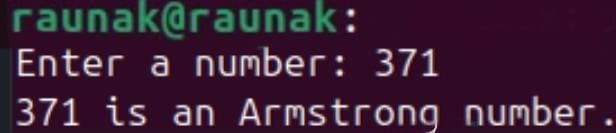 raunak@raunak:
Enter a number: 371
371 is an Armstrong number.